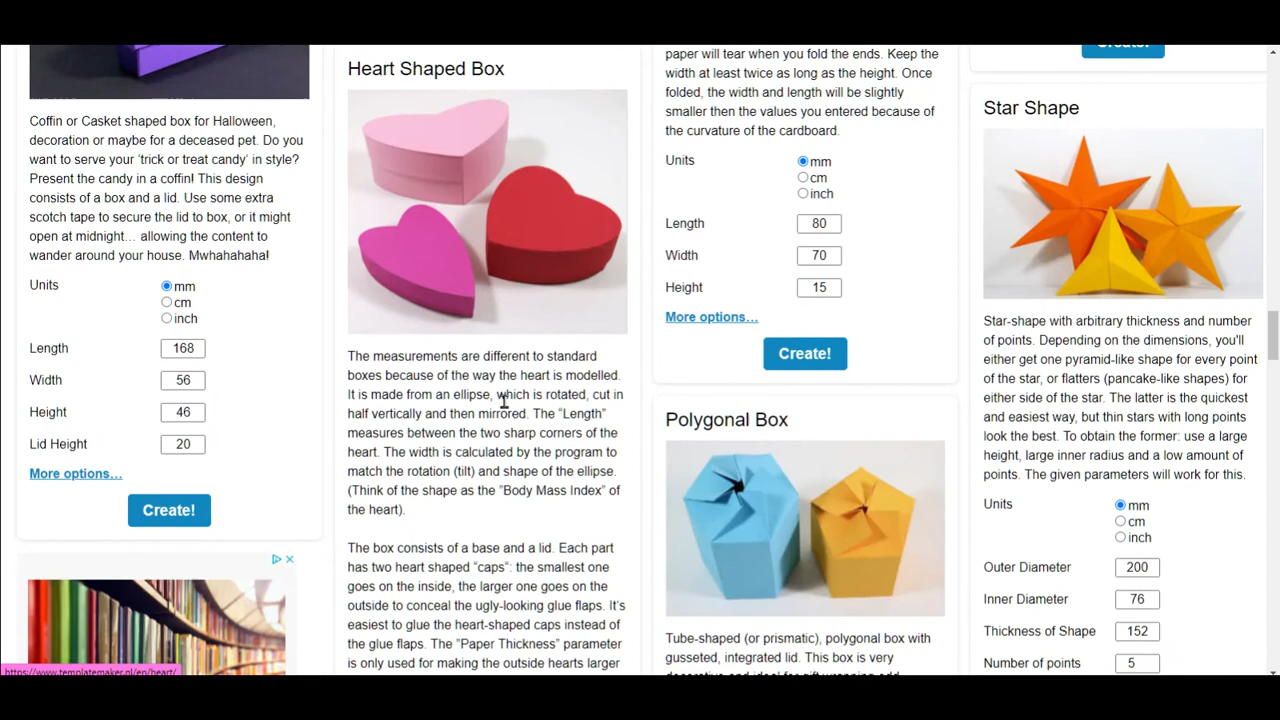 Coffin or Casket shaped box for Halloween,
decoration or maybe for a deceased pet. Do you
want to serve your 'trick or treat candy' in style?
Present the candy in a coffin! This design
consists of a box and a lid. Use some extra
scotch tape to secure the lid to box, or it might
open at midnight… allowing the content to
wander around your house. Mwhahahaha!
Units
mm
cm
inch
Length 168
Width 56
Height 46
Lid Height 20
More options…
Create!
https://www.templatemaker.nl/en/heart/
Heart Shaped Box
The measurements are different to standard
boxes because of the way the heart is modelled.
It is made from an ellipse, which is rotated, cut in
half vertically and then mirrored. The "Length"
measures between the two sharp corners of the
heart. The width is calculated by the program to
match the rotation (tilt) and shape of the ellipse.
(Think of the shape as the "Body Mass Index" of
the heart).
The box consists of a base and a lid. Each part
has two heart shaped "caps": the smallest one
goes on the inside, the larger one goes on the
outside to conceal the ugly-looking glue flaps. It's
easiest to glue the heart-shaped caps instead of
the glue flaps. The "Paper Thickness" parameter
is only used for making the outside hearts larger
paper will tear when you fold the ends. Keep the
width at least twice as long as the height. Once
folded, the width and length will be slightly
smaller then the values you entered because of
the curvature of the cardboard.
Units
mm
cm
inch
Length 80
Width 70
Height 15
More options…
Create!
Polygonal Box
Tube-shaped (or prismatic), polygonal box with
gusseted, integrated lid. This box is very
decorative and ideal for gift wrapping odd
Create!
Star Shape
Star-shape with arbitrary thickness and number
of points. Depending on the dimensions, you'll
either get one pyramid-like shape for every point
of the star, or flatters (pancake-like shapes) for
either side of the star. The latter is the quickest
and easiest way, but thin stars with long points
look the best. To obtain the former: use a large
height, large inner radius and a low amount of
points. The given parameters will work for this.
Units
mm
cm
inch
Outer Diameter 200
Inner Diameter 76
Thickness of Shape 152
Number of points 5